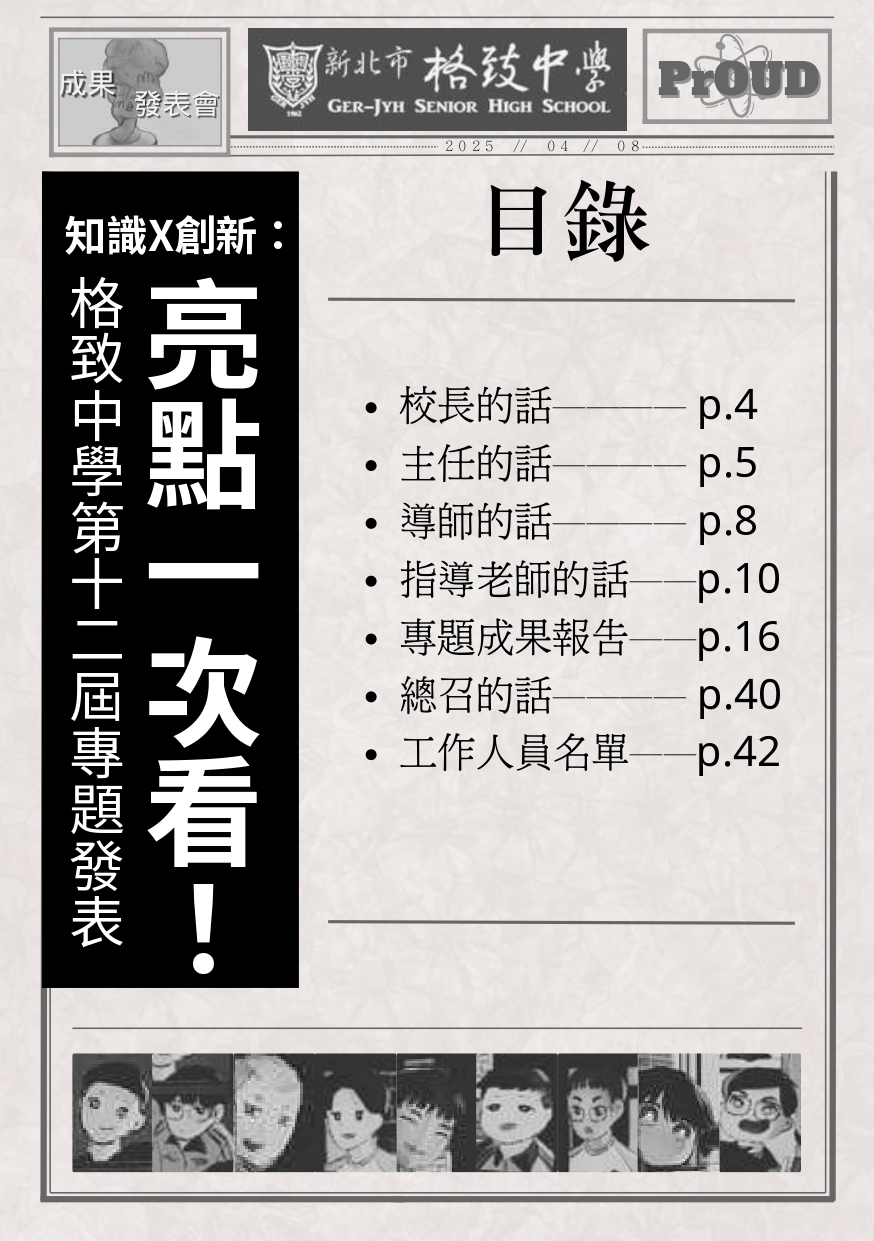 成果
發表會
新北市 格致中學
GER-JYH SENIOR HIGH SCHOOL
1962
PrOUD
2025 // 04 // 08
知識X創新：
亮點一次看！
格致中學第十二屆專題發表
目錄
• 校長的話———— p.4
• 主任的話———— p.5
• 導師的話———— p.8
• 指導老師的話——p.10
• 專題成果報告——p.16
• 總召的話———— p.40
• 工作人員名單——p.42